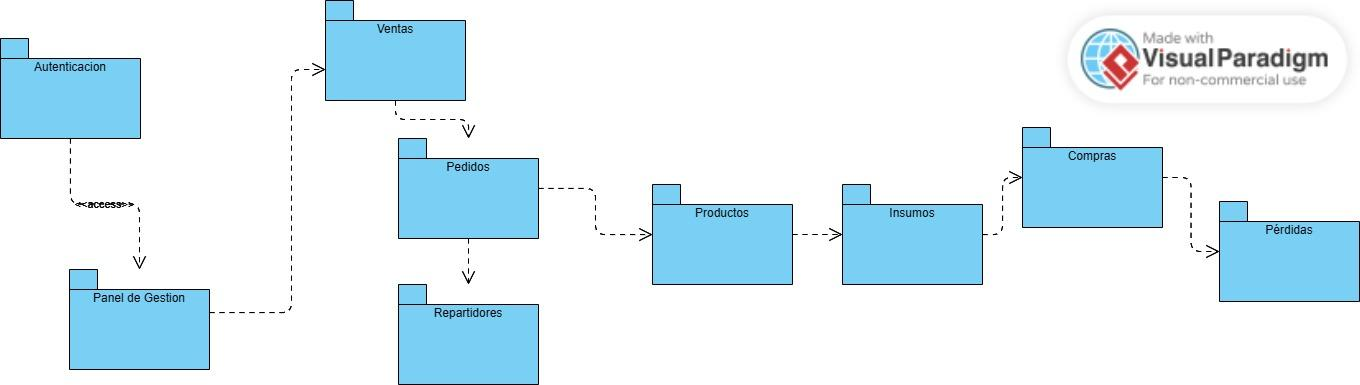 Ventas
Made with
Visual Paradigm
For non-commercial use
Autenticacion
Compras
Pedidos
<<access>>
Productos
Insumos
Pérdidas
Panel de Gestion
Repartidores